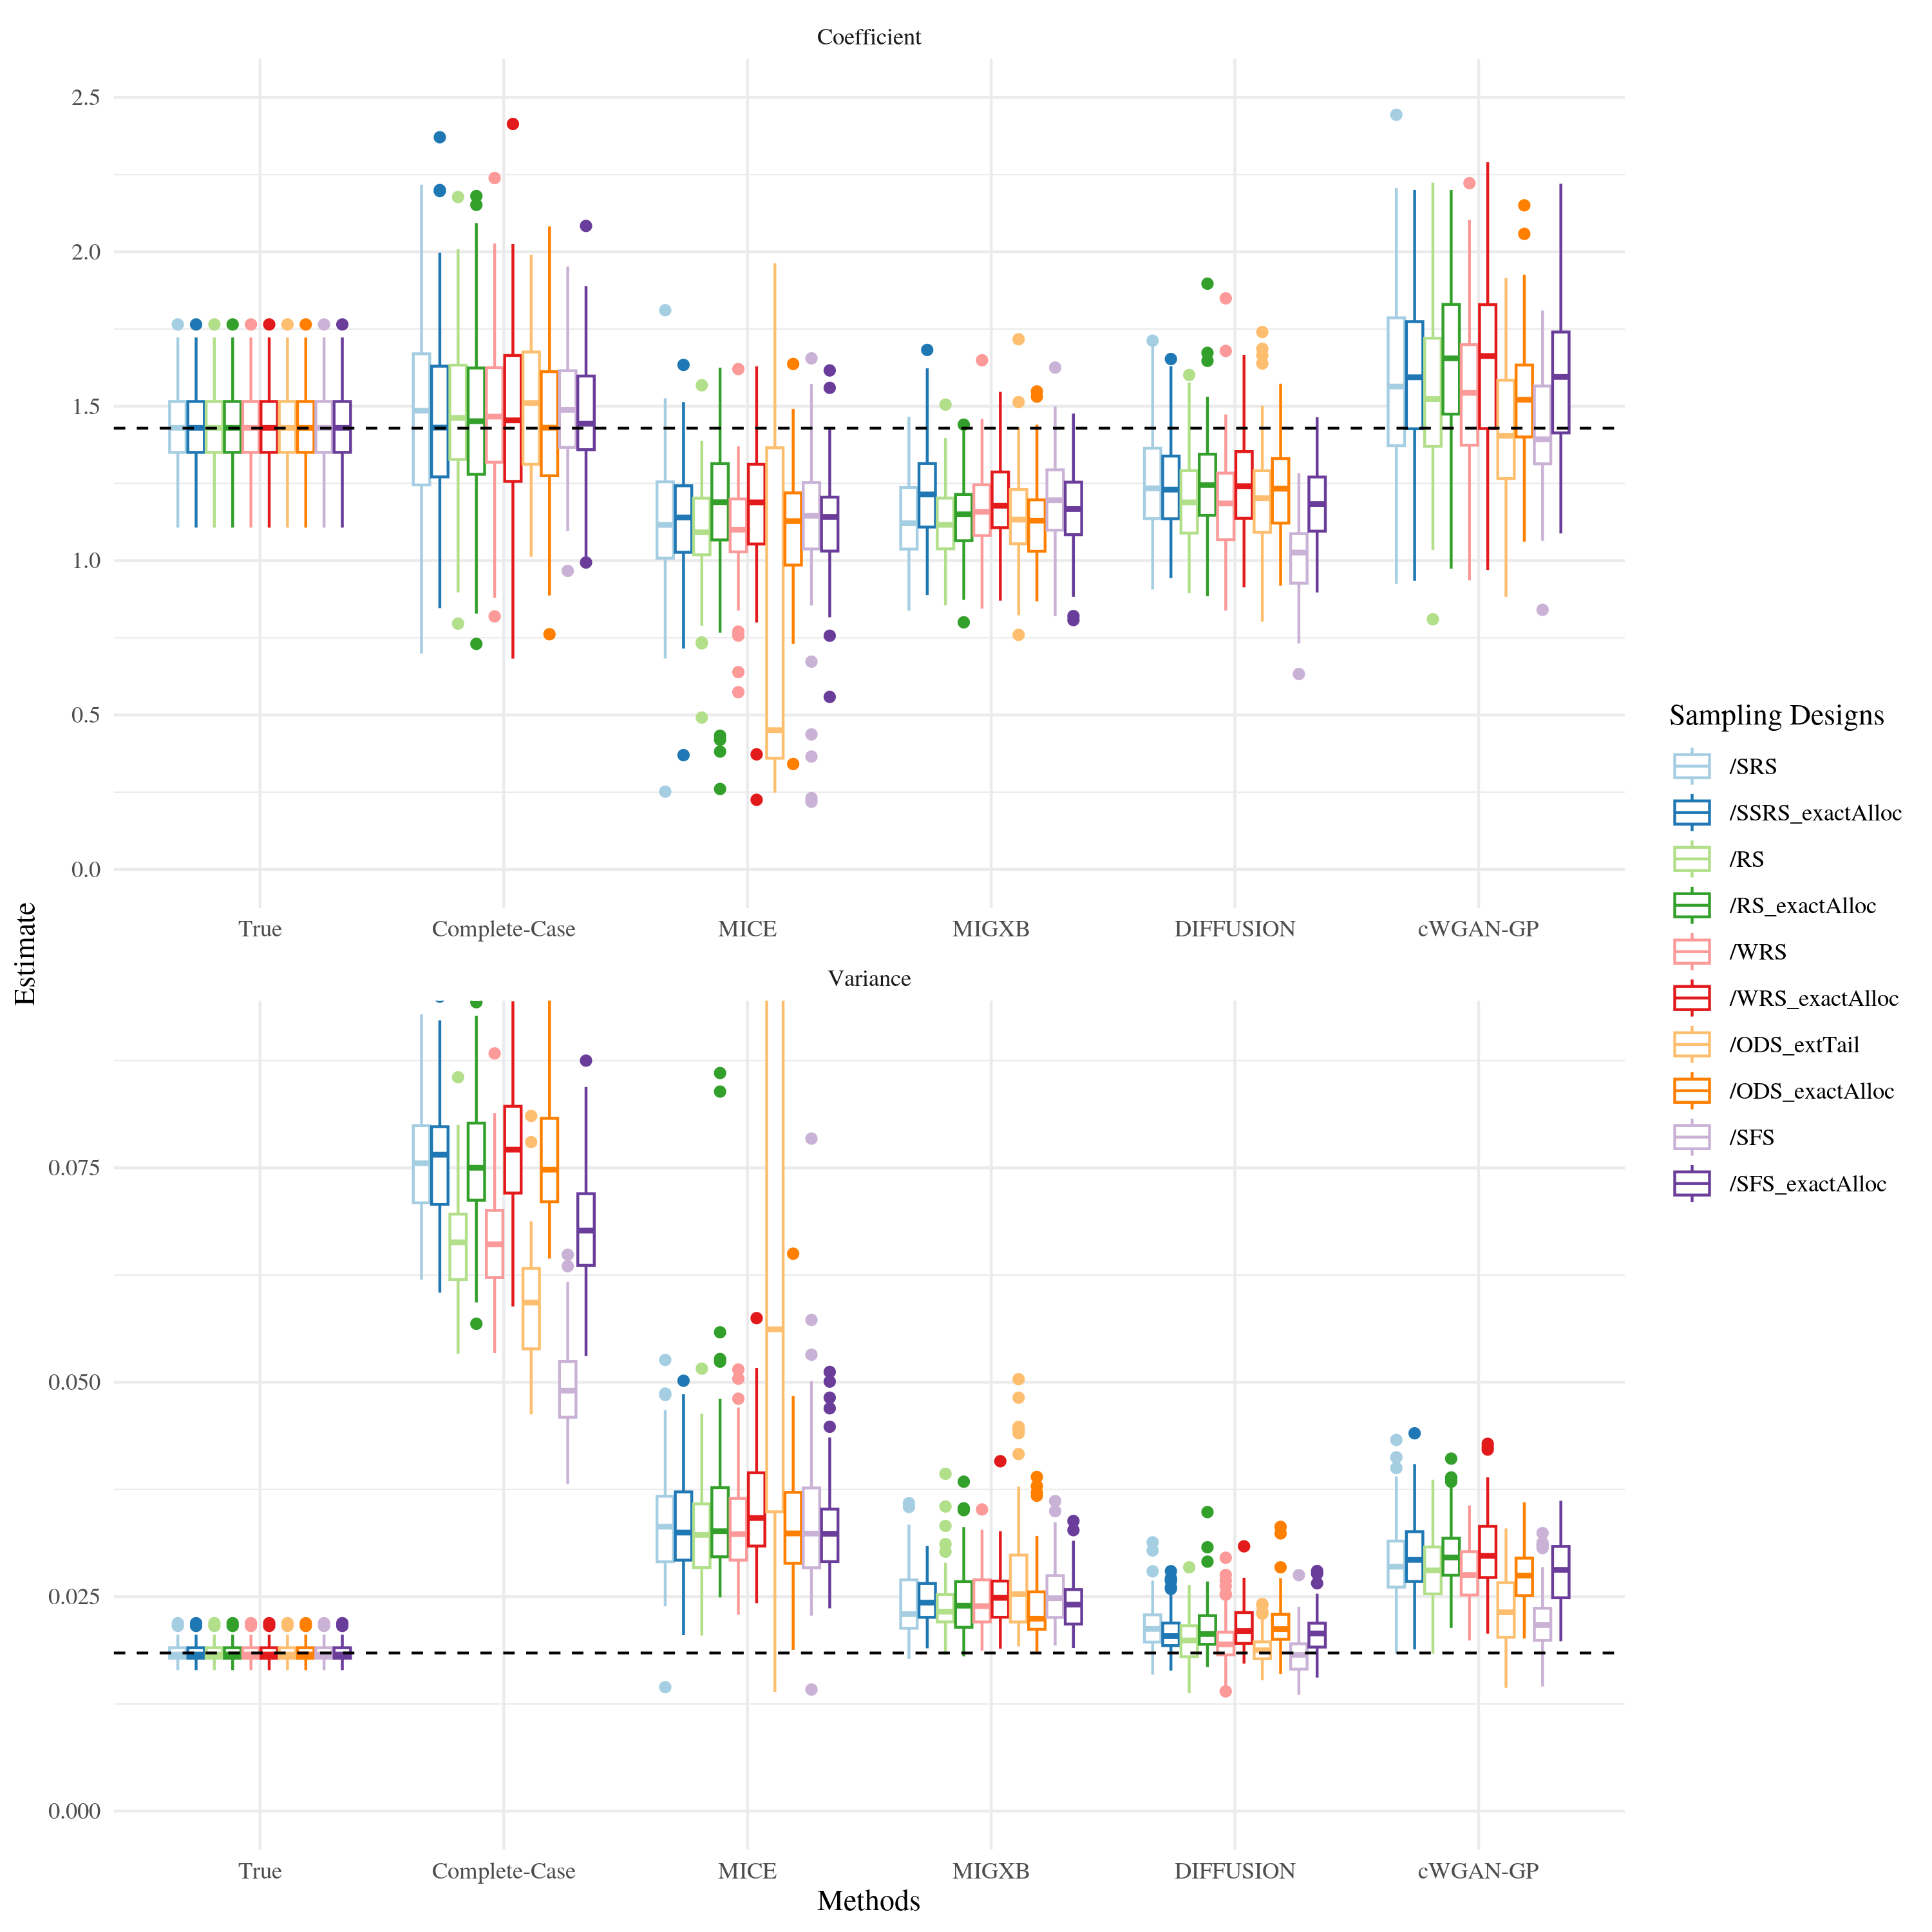 Coefficient
2.5
2.0
1.5
1.0
0.5
0.0
True Complete-Case MICE MIGXB DIFFUSION cWGAN-GP
Estimate
Variance
0.075
0.050
0.025
0.000
True Complete-Case MICE MIGXB DIFFUSION cWGAN-GP
Methods
Sampling Designs
/SRS
/SSRS_exactAlloc
/RS
/RS_exactAlloc
/WRS
/WRS_exactAlloc
/ODS_extTail
/ODS_exactAlloc
/SFS
/SFS_exactAlloc